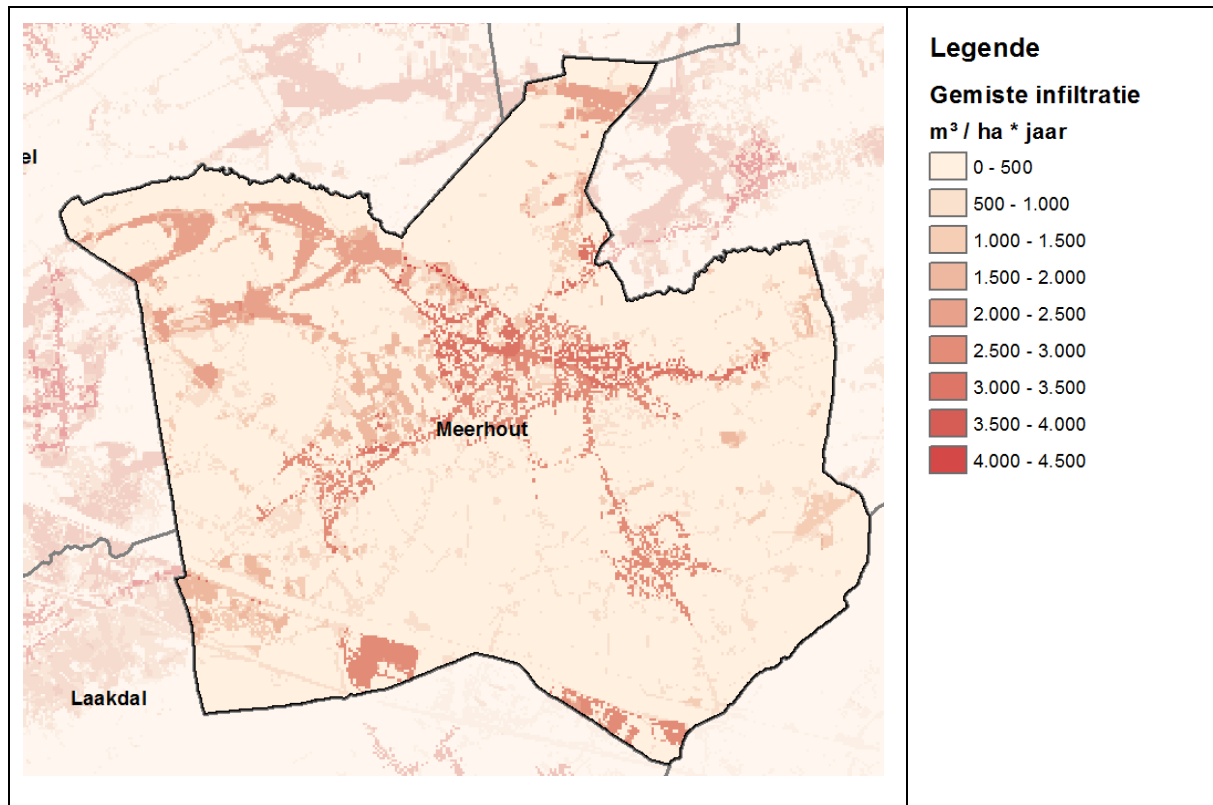 el
Meerhout
Laakdal
Legende
Gemiste infiltratie
m³ / ha * jaar
0 - 500
500 - 1.000
1.000 - 1.500
1.500 - 2.000
2.000 - 2.500
2.500 - 3.000
3.000 - 3.500
3.500 - 4.000
4.000 - 4.500